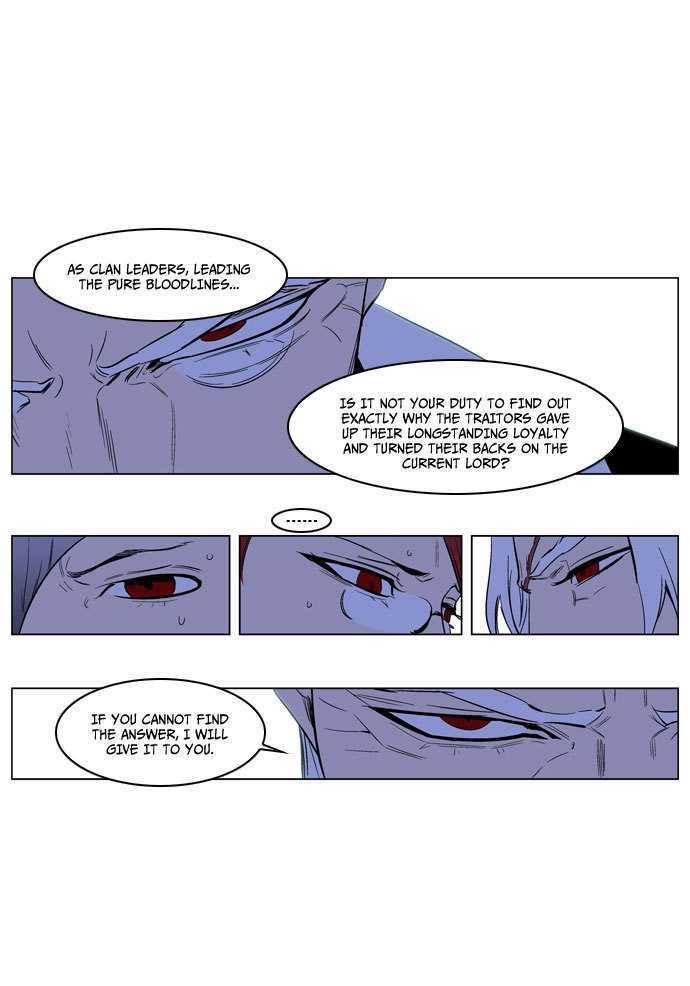 AS CLAN LEADERS, LEADING
THE PURE BLOODLINES...
IS IT NOT YOUR DUTY TO FIND OUT
EXACTLY WHY THE TRAITORS GAVE
UP THEIR LONGSTANDING LOYALTY
AND TURNED THEIR BACKS ON THE
CURRENT LORD?
------
IF YOU CANNOT FIND
THE ANSWER, I WILL
GIVE IT TO YOU.